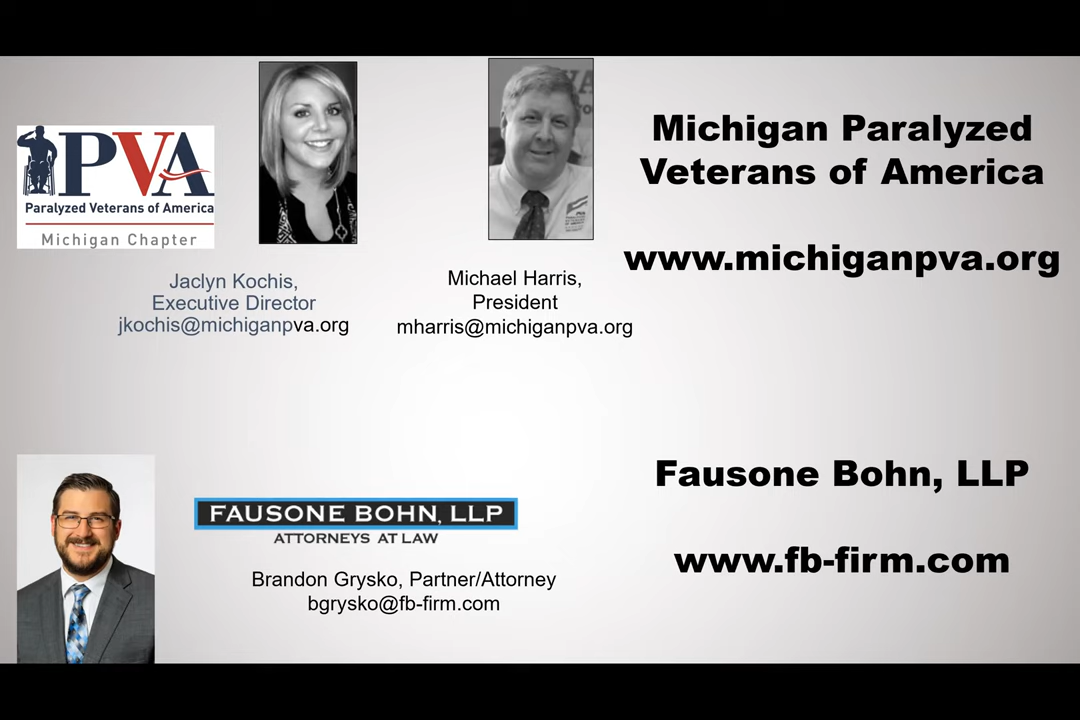 PVA
Paralyzed Veterans of America
Michigan Chapter
Jaclyn Kochis,
Executive Director
jkochis@michiganpva.org
Michael Harris,
President
mharris@michiganpva.org
Michigan Paralyzed
Veterans of America
www.michiganpva.org
FAUSONE BOHN, LLP
ATTORNEYS AT LAW
Brandon Grysko, Partner/Attorney
bgrysko@fb-firm.com
Fausone Bohn, LLP
www.fb-firm.com